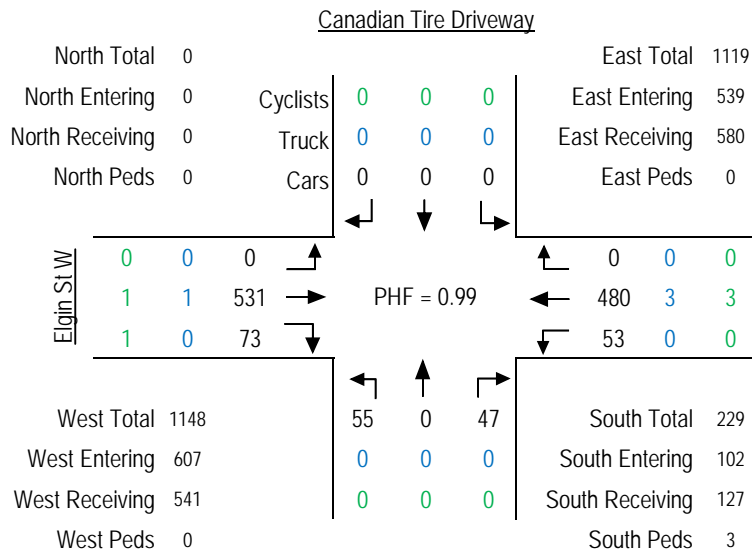 Canadian Tire Driveway
North Total 0 East Total 1119
North Entering 0 Cyclists 0 0 0 East Entering 539
North Receiving 0 Truck 0 0 0 East Receiving 580
North Peds 0 Cars 0 0 0 East Peds 0
Elgin St W
0 0 0 0 0 0
1 1 531 PHF = 0.99 480 3 3
1 0 73 53 0 0
West Total 1148 55 0 47 South Total 229
West Entering 607 0 0 0 South Entering 102
West Receiving 541 0 0 0 South Receiving 127
West Peds 0 South Peds 3